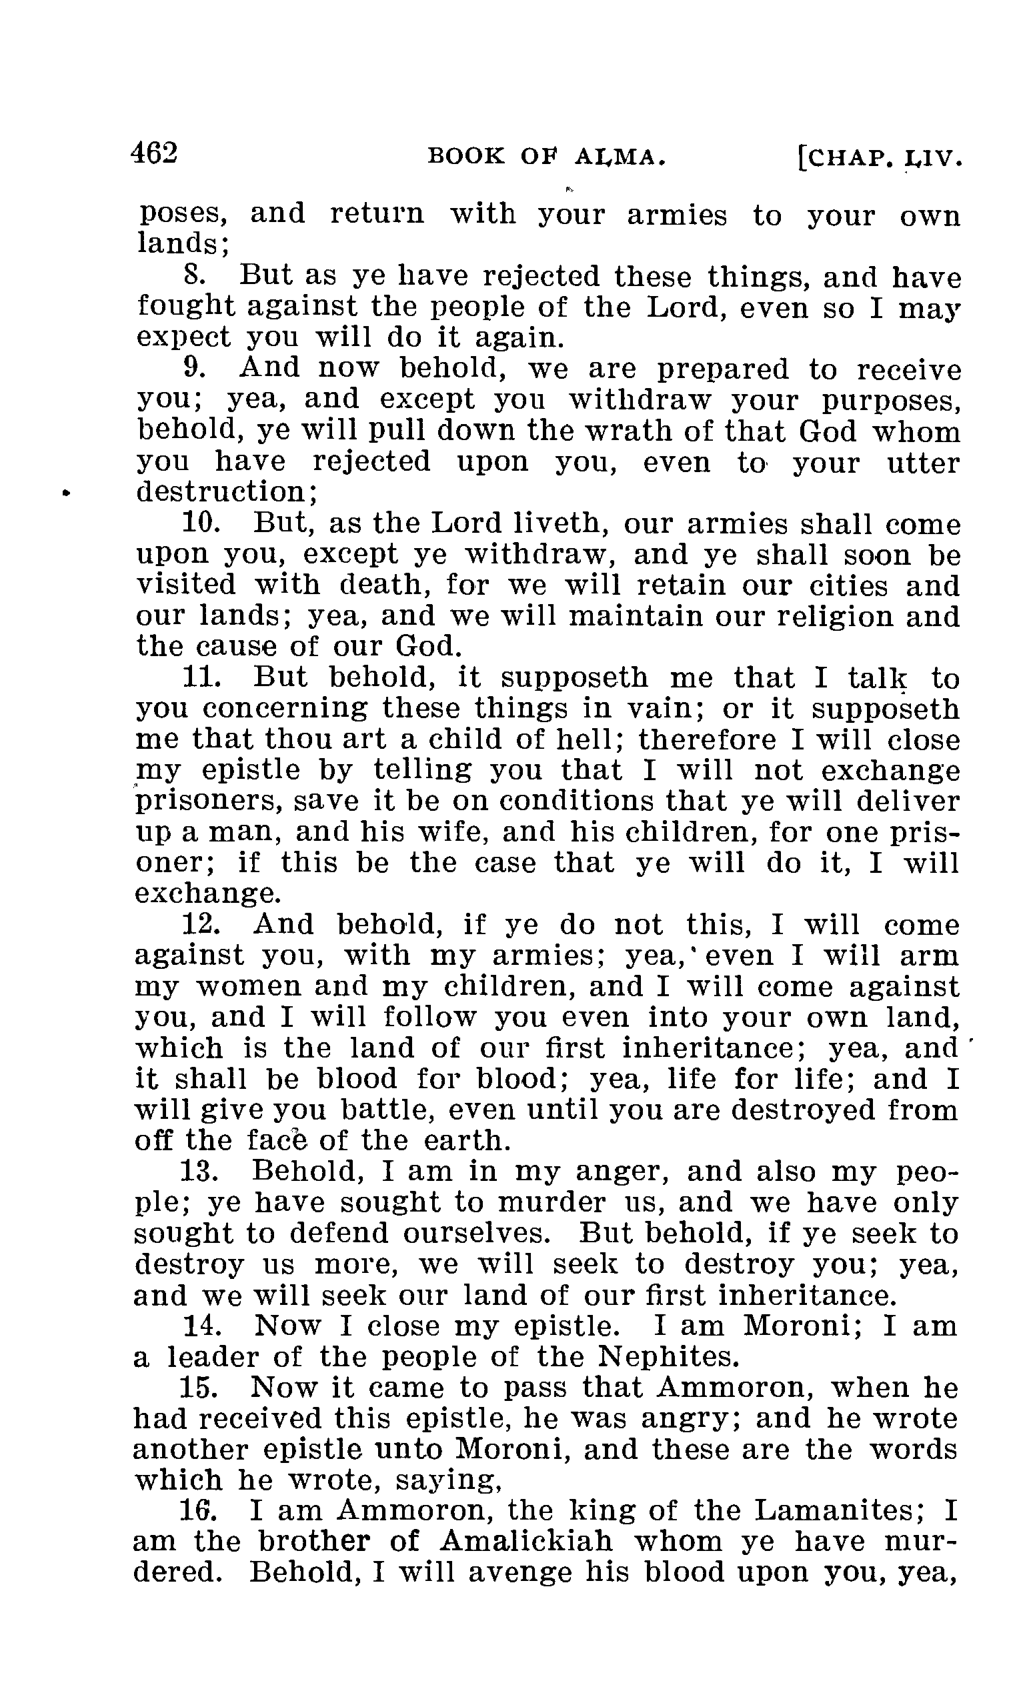 462 BOOK OF ALMA. [CHAP. LIV.
poses, and return with your armies to your own
lands;
8. But as ye have rejected these things, and have
fought against the people of the Lord, even so I may
expect you will do it again.
9. And now behold, we are prepared to receive
you; yea, and except you withdraw your purposes,
behold, ye will pull down the wrath of that God whom
you have rejected upon you, even to your utter
destruction;
10. But, as the Lord liveth, our armies shall come
upon you, except ye withdraw, and ye shall soon be
visited with death, for we will retain our cities and
our lands; yea, and we will maintain our religion and
the cause of our God.
11. But behold, it supposeth me that I talk to
you concerning these things in vain; or it supposeth
me that thou art a child of hell; therefore I will close
my epistle by telling you that I will not exchange
prisoners, save it be on conditions that ye will deliver
up a man, and his wife, and his children, for one pris-
oner; if this be the case that ye will do it, I will
exchange.
12. And behold, if ye do not this, I will come
against you, with my armies; yea, even I will arm
my women and my children, and I will come against
you, and I will follow you even into your own land,
which is the land of our first inheritance; yea, and
it shall be blood for blood; yea, life for life; and I
will give you battle, even until you are destroyed from
off the face of the earth.
13. Behold, I am in my anger, and also my peo-
ple; ye have sought to murder us, and we have only
sought to defend ourselves. But behold, if ye seek to
destroy us more, we will seek to destroy you; yea,
and we will seek our land of our first inheritance.
14. Now I close my epistle. I am Moroni; I am
a leader of the people of the Nephites.
15. Now it came to pass that Ammoron, when he
had received this epistle, he was angry; and he wrote
another epistle unto Moroni, and these are the words
which he wrote, saying,
16. I am Ammoron, the king of the Lamanites; I
am the brother of Amalickiah whom ye have mur-
dered. Behold, I will avenge his blood upon you, yea,